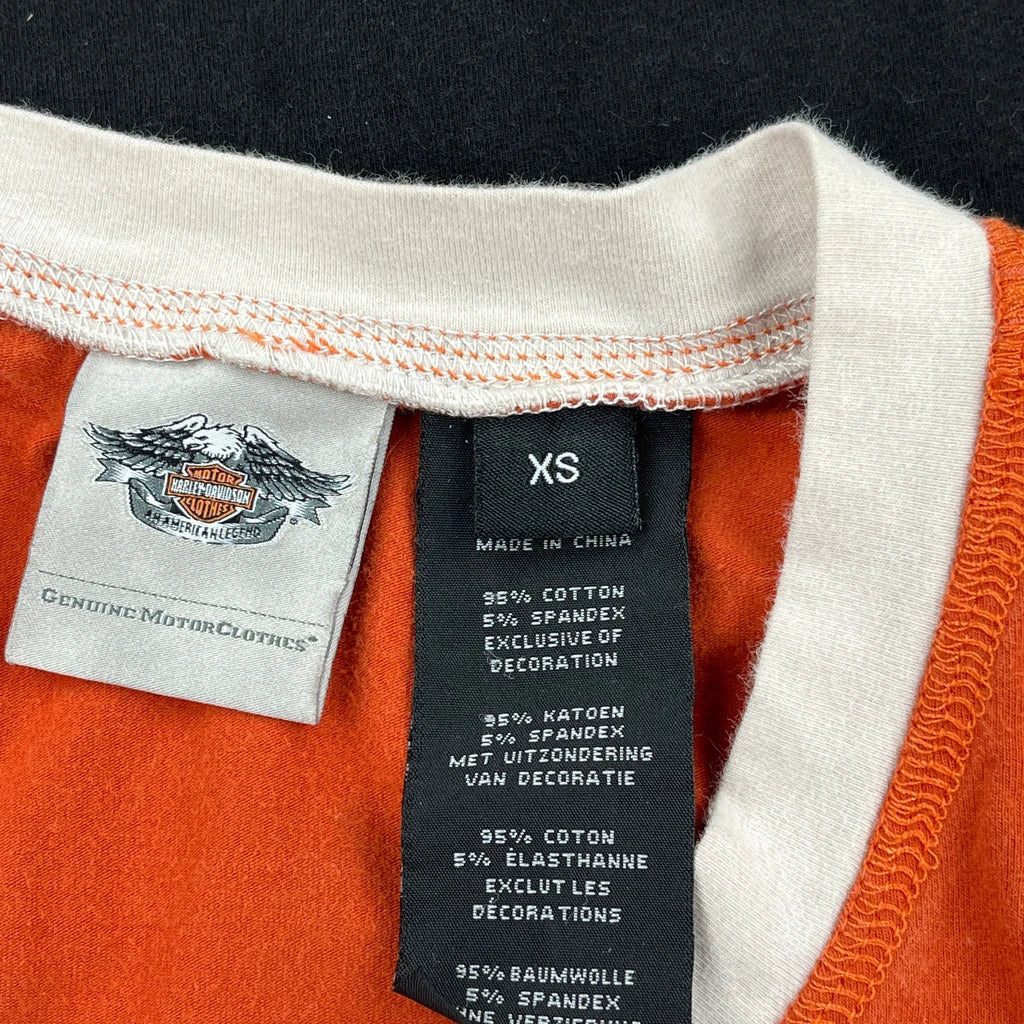 MOTOR
HARLEY-DAVIDSON
CLOTHES
AN AMERICAN LEGEND
®
GENUINE MOTORCLOTHES®
XS
MADE IN CHINA
95% COTTON
5% SPANDEX
EXCLUSIVE OF
DECORATION
95% KATOEN
5% SPANDEX
MET UITZONDERING
VAN DECORATIE
95% COTON
5% ÉLASTHANNE
EXCLUT LES
DÉCORATIONS
95% BAUMWOLLE
5% SPANDEX